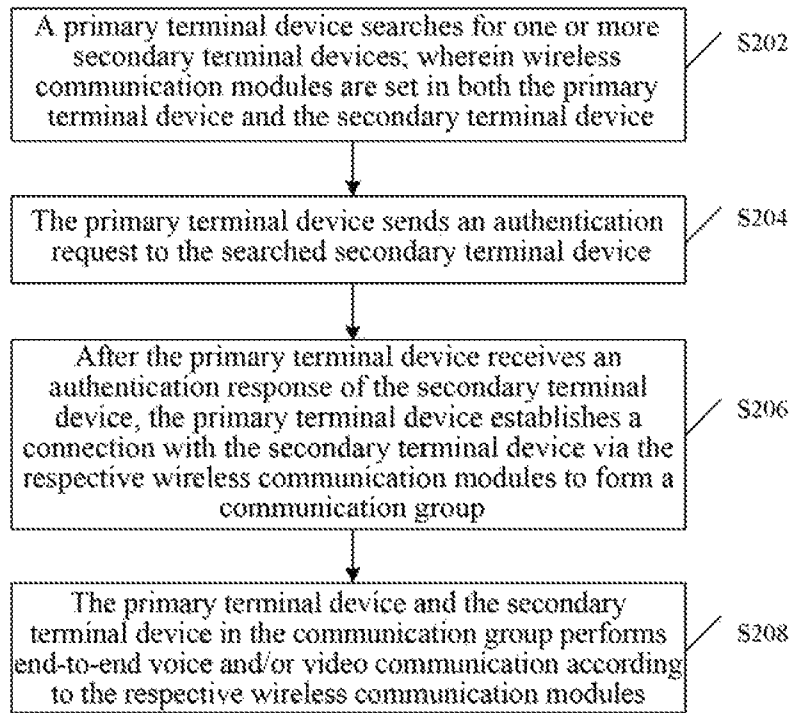 A primary terminal device searches for one or more
secondary terminal devices; wherein wireless
communication modules are set in both the primary
terminal device and the secondary terminal device
S202
The primary terminal device sends an authentication
request to the searched secondary terminal device
S204
After the primary terminal device receives an
authentication response of the secondary terminal
device, the primary terminal device establishes a
connection with the secondary terminal device via the
respective wireless communication modules to form a
communication group
S206
The primary terminal device and the secondary
terminal device in the communication group performs
end-to-end voice and/or video communication according
to the respective wireless communication modules
S208